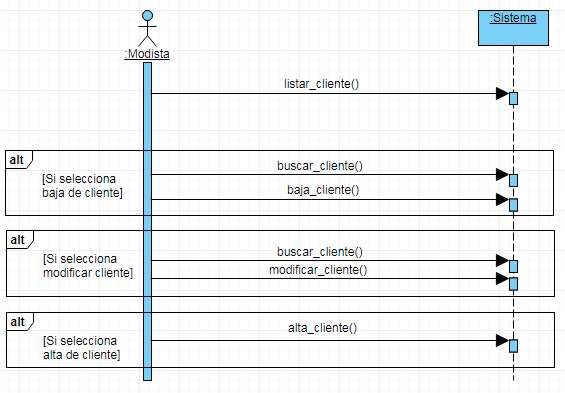 :Modista
:Sistema
listar_cliente()
alt
[Si selecciona
baja de cliente]
buscar_cliente()
baja_cliente()
alt
[Si selecciona
modificar cliente]
buscar_cliente()
modificar_cliente()
alt
[Si selecciona
alta de cliente]
alta_cliente()